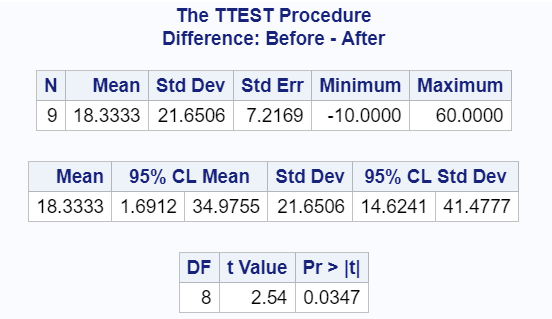 The TTEST Procedure
Difference: Before - After
N Mean Std Dev Std Err Minimum Maximum
9 18.3333 21.6506 7.2169 -10.0000 60.0000
Mean 95% CL Mean Std Dev 95% CL Std Dev
18.3333 1.6912 34.9755 21.6506 14.6241 41.4777
DF t Value Pr > |t|
8 2.54 0.0347